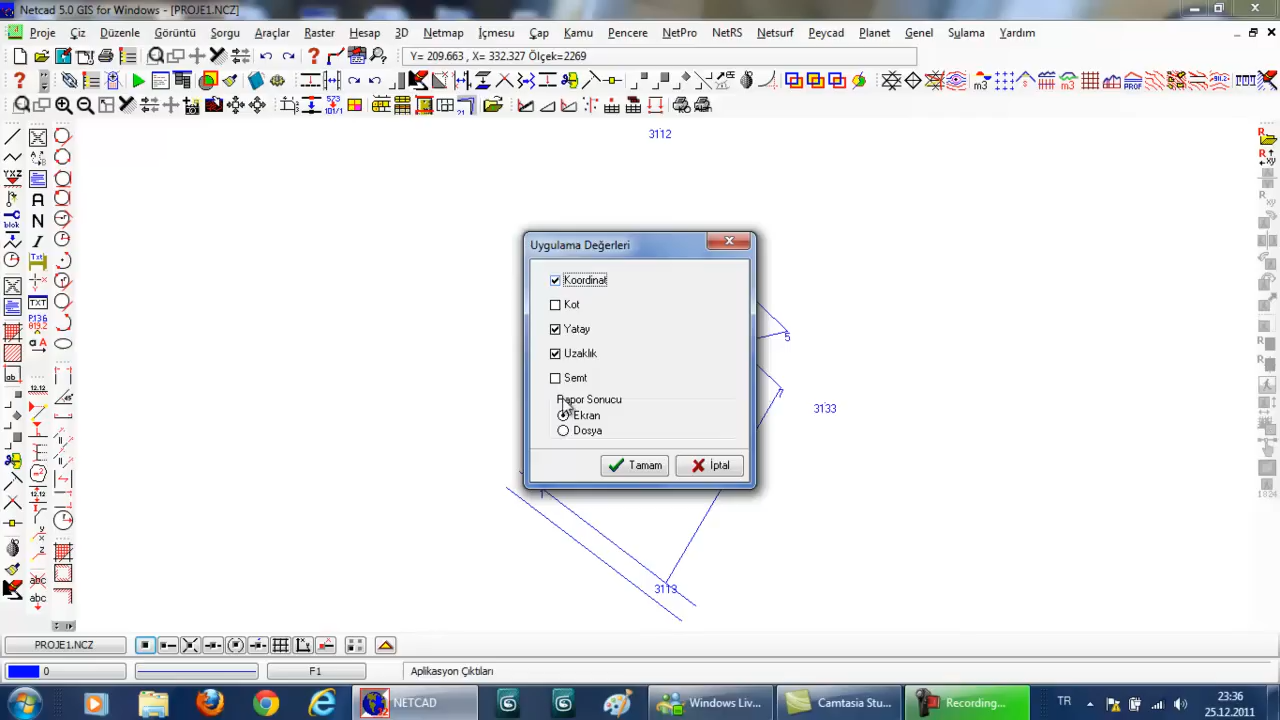 Netcad 5.0 GIS for Windows - [PROJE1.NCZ]
Proje Çiz Düzenle Görüntü Sorgu Araçlar Raster Hesap 3D Netmap İçmesu Çap Kamu Pencere NetPro NetRS Netsurf Peycad Planet Genel Sulama Yardım
Y= 209.663 , X= 332.327 Ölçek=2269
3112
Uygulama Değerleri
Koordinat
Kot
Yatay
Uzaklık
Semt
Rapor Sonucu
Ekran
Dosya
Tamam
İptal
5
7
3133
1
3113
PROJE1.NCZ
0
F1
Aplikasyon Çıktıları
NETCAD
Windows Liv...
Camtasia Stu...
Recording...
TR
23:36
25.12.2011